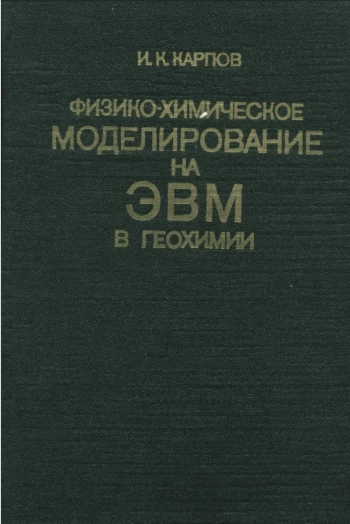 И. К. КАРПОВ
ФИЗИКО-ХИМИЧЕСКОЕ
МОДЕЛИРОВАНИЕ
НА
ЭВМ
В ГЕОХИМИИ